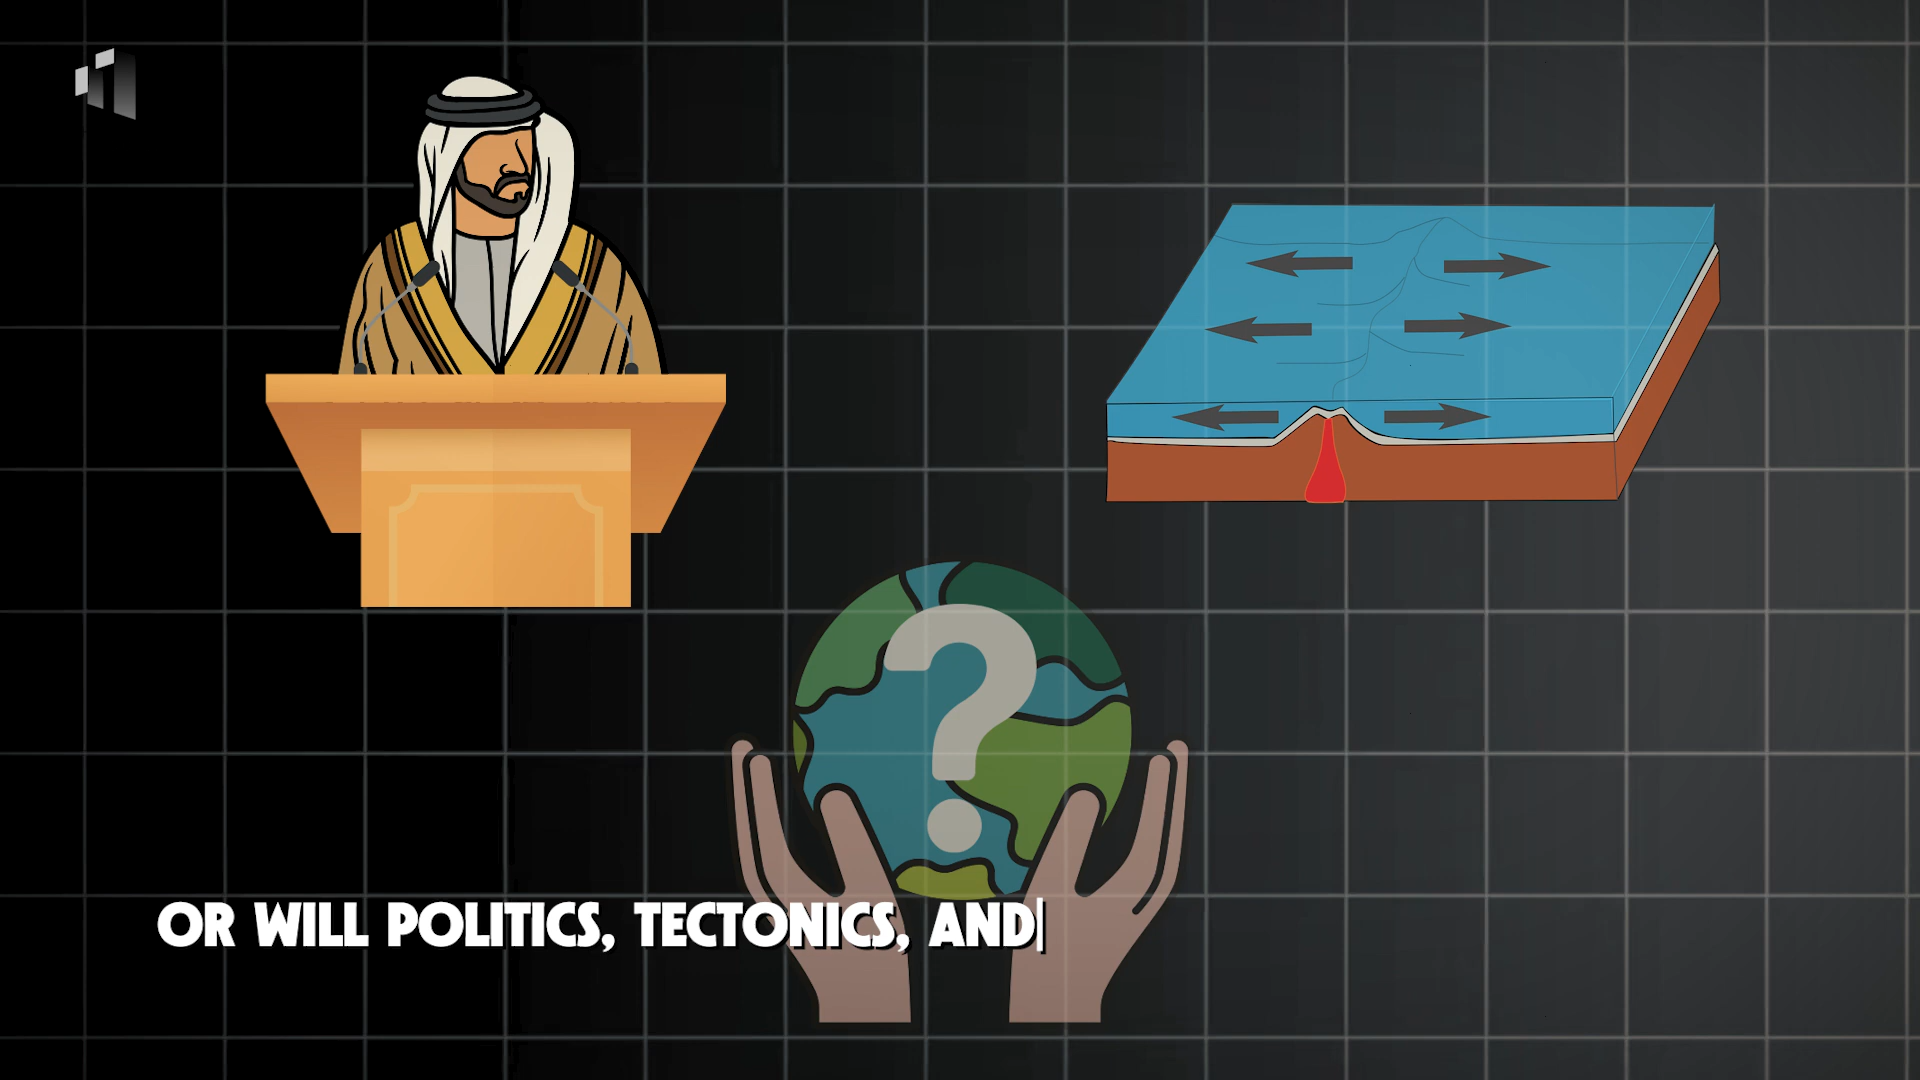 ?
OR WILL POLITICS, TECTONICS, AND